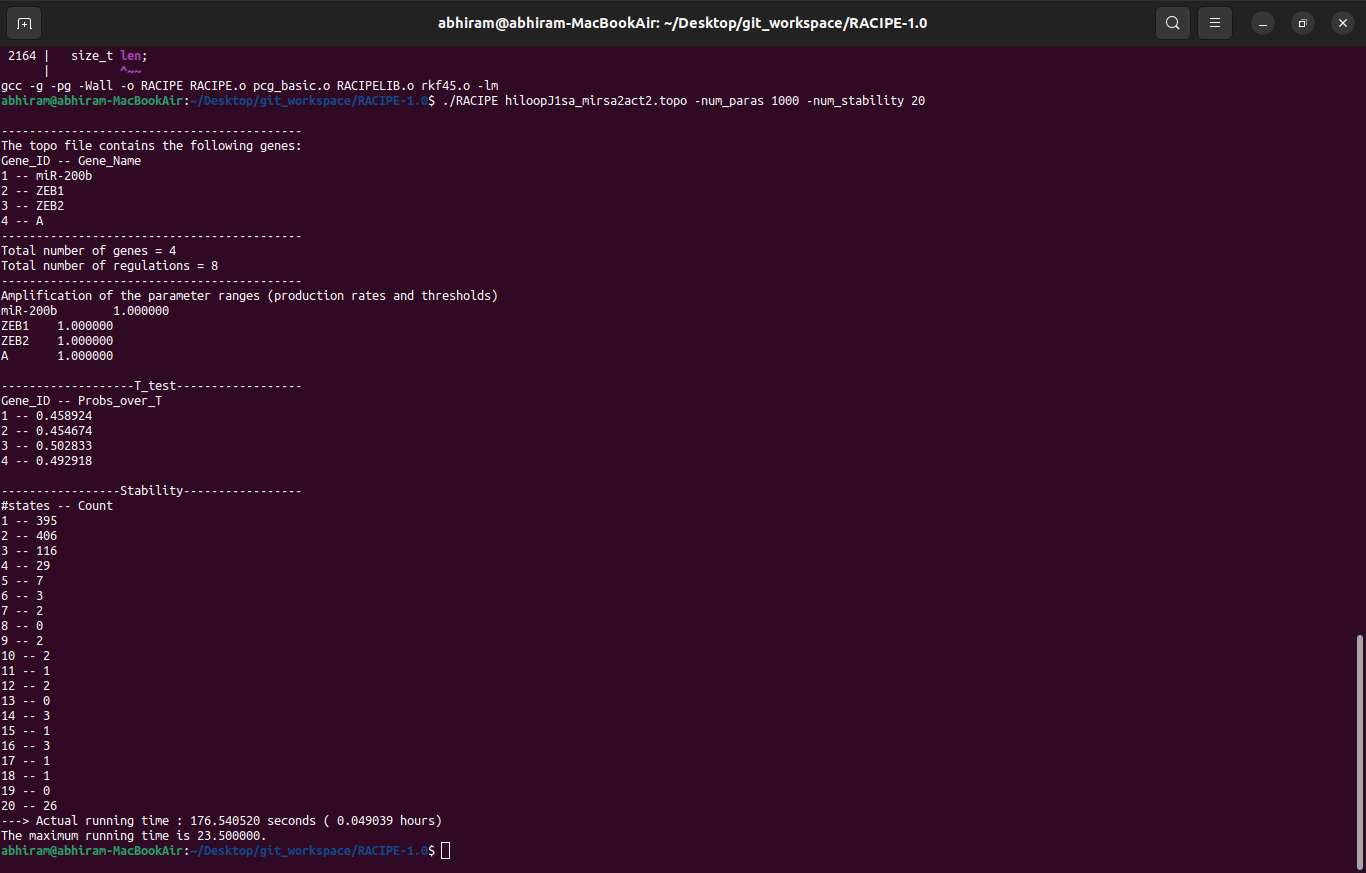 abhiram@abhiram-MacBookAir: ~/Desktop/git_workspace/RACIPE-1.0
2164 |   size_t len;
     |          ^~~
gcc -g -pg -Wall -o RACIPE RACIPE.o pcg_basic.o RACIPELIB.o rkf45.o -lm
abhiram@abhiram-MacBookAir:~/Desktop/git_workspace/RACIPE-1.0$ ./RACIPE hiloopJ1sa_mirsa2act2.topo -num_paras 1000 -num_stability 20
-------------------------------------------
The topo file contains the following genes:
Gene_ID -- Gene_Name
1 -- miR-200b
2 -- ZEB1
3 -- ZEB2
4 -- A
-------------------------------------------
Total number of genes = 4
Total number of regulations = 8
-------------------------------------------
Amplification of the parameter ranges (production rates and thresholds)
miR-200b        1.000000
ZEB1    1.000000
ZEB2    1.000000
A       1.000000
-------------------T_test------------------
Gene_ID -- Probs_over_T
1 -- 0.458924
2 -- 0.454674
3 -- 0.502833
4 -- 0.492918
-----------------Stability-----------------
#states -- Count
1 -- 395
2 -- 406
3 -- 116
4 -- 29
5 -- 7
6 -- 3
7 -- 2
8 -- 0
9 -- 2
10 -- 2
11 -- 1
12 -- 2
13 -- 0
14 -- 3
15 -- 1
16 -- 3
17 -- 1
18 -- 1
19 -- 0
20 -- 26
---> Actual running time : 176.540520 seconds ( 0.049039 hours)
The maximum running time is 23.500000.
abhiram@abhiram-MacBookAir:~/Desktop/git_workspace/RACIPE-1.0$